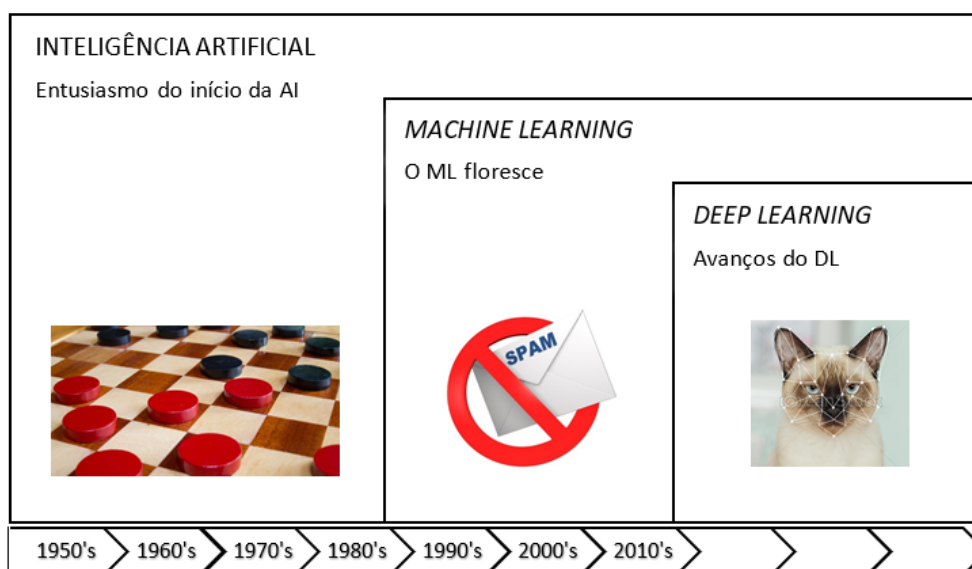 INTELIGÊNCIA ARTIFICIAL
Entusiasmo do início da AI
MACHINE LEARNING
O ML floresce
DEEP LEARNING
Avanços do DL
SPAM
1950's 1960's 1970's 1980's 1990's 2000's 2010's